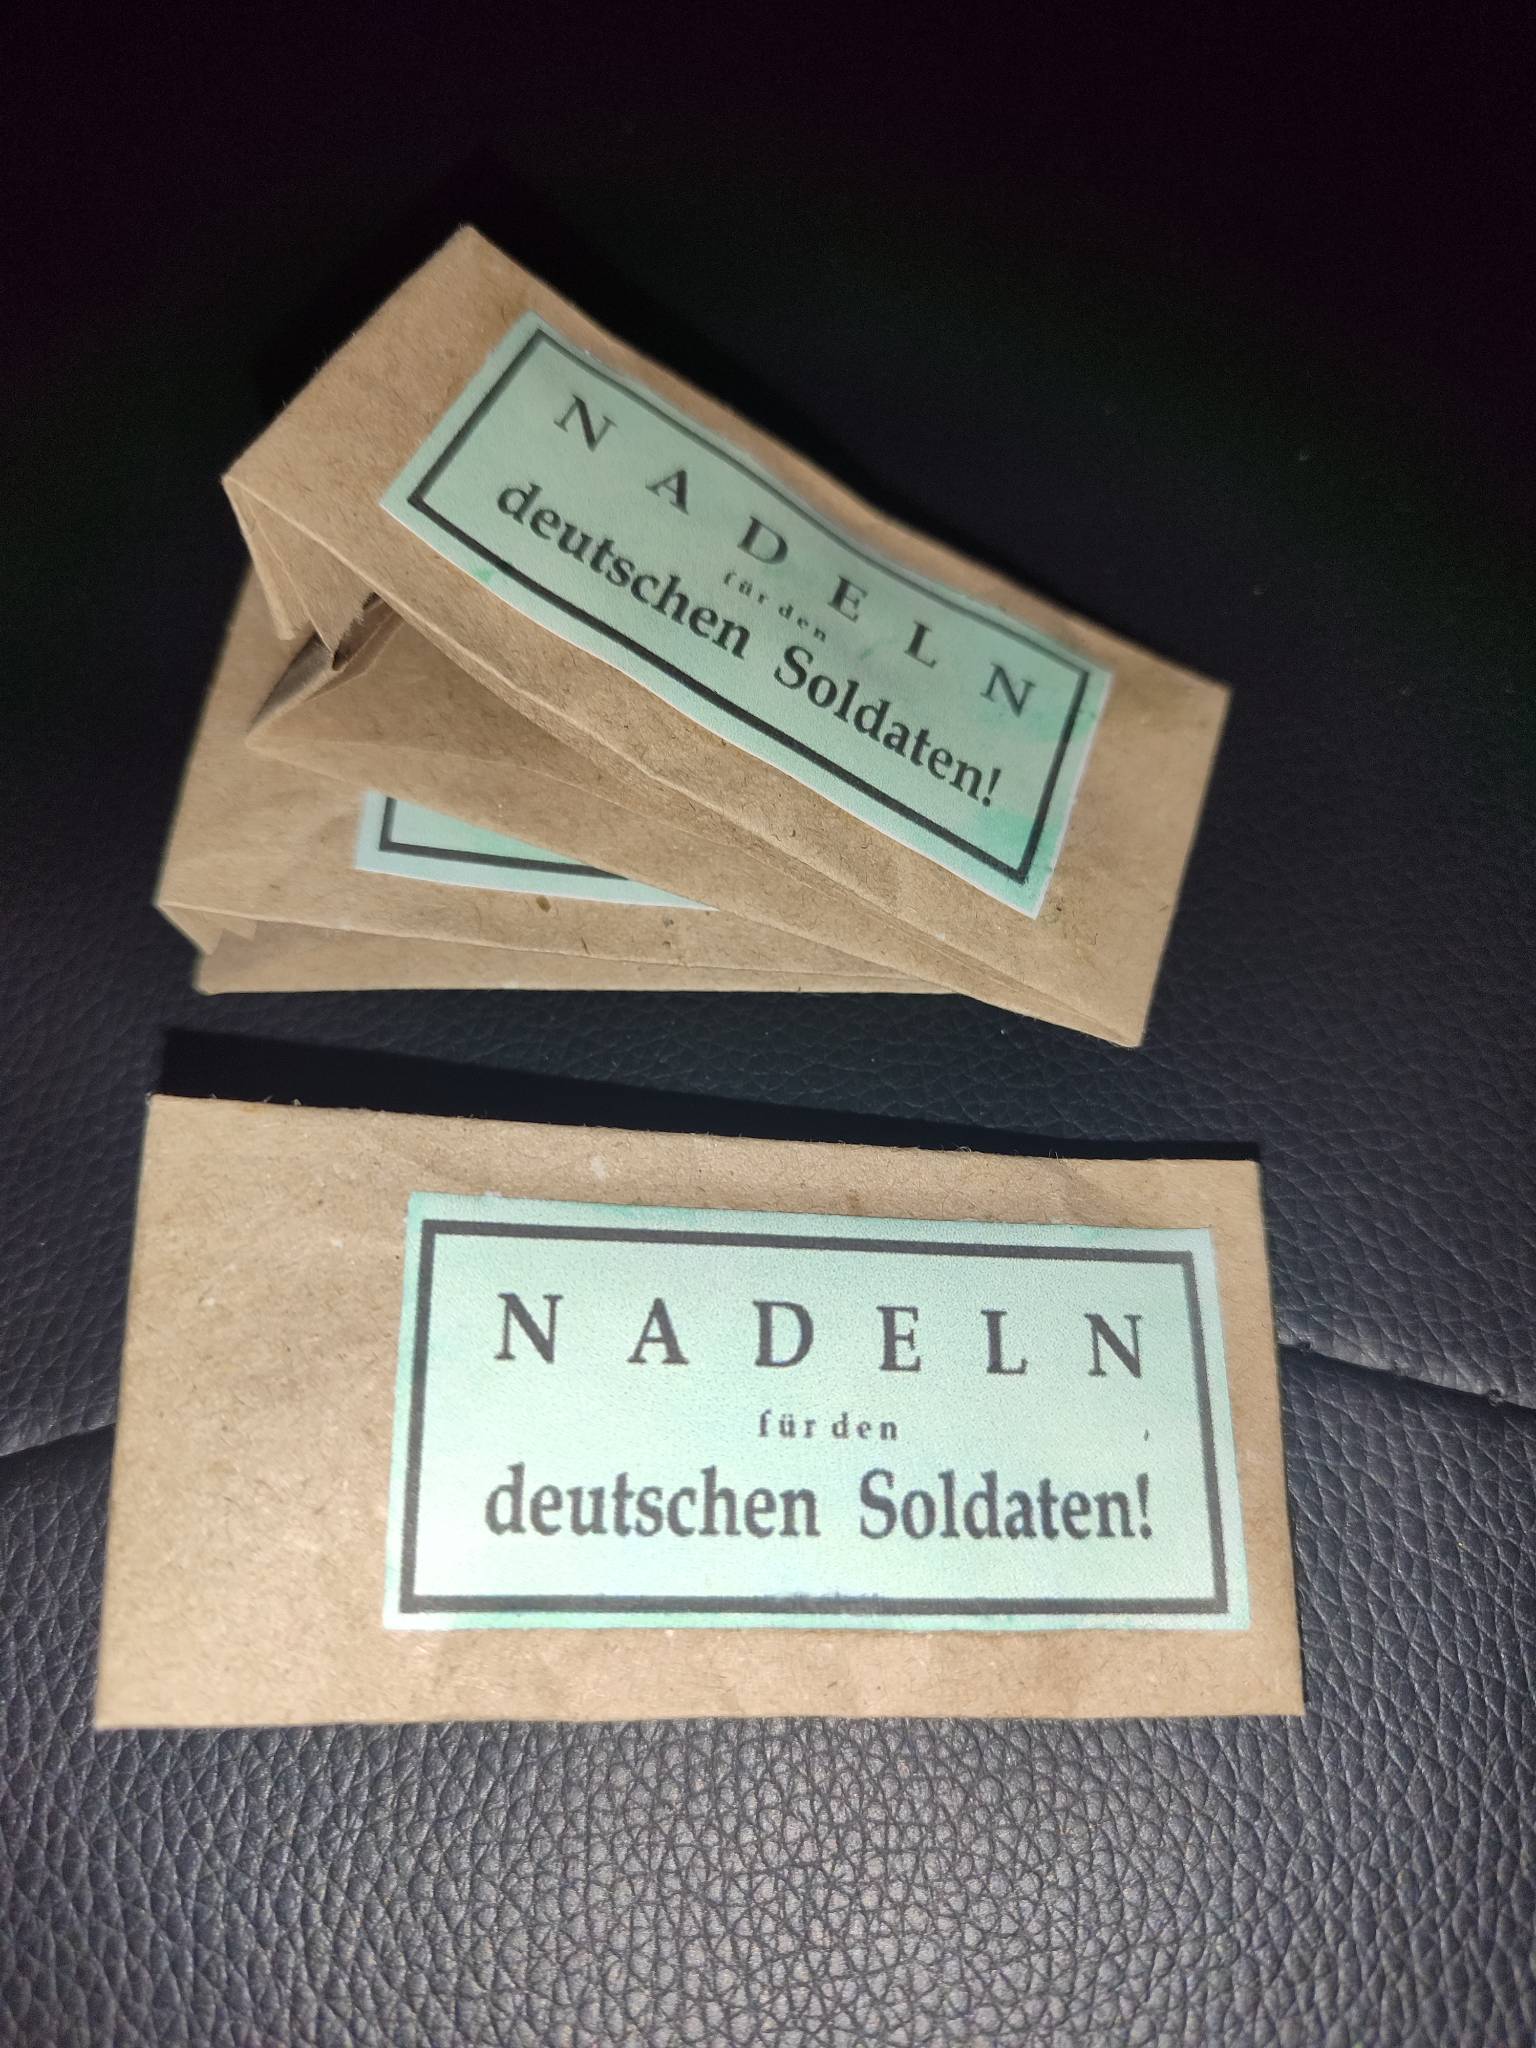 NADELN
für den
deutschen Soldaten!
NADELN
für den
deutschen Soldaten!